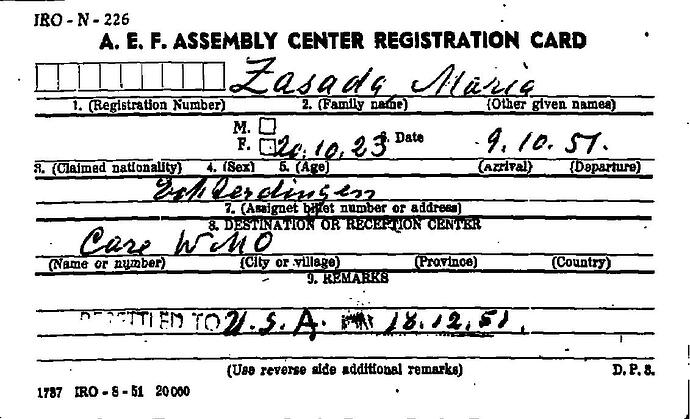 IRO - N - 226
A. E. F. ASSEMBLY CENTER REGISTRATION CARD
Zasada Maria
1. (Registration Number) 2. (Family name) (Other given names)
M.
F. 20.10.23 8. Date 9.10.51.
3. (Claimed nationality) 4. (Sex) 5. (Age) (Arrival) (Departure)
Echterdingen
7. (Assignet billet number or address)
8. DESTINATION OR RECEPTION CENTER
Care WMO
(Name or number) (City or village) (Province) (Country)
9. REMARKS
TO U.S.A. 18.12.51.
(Use reverse side additional remarks) D.P.S.
1787 IRO - 8 - 51 20 000